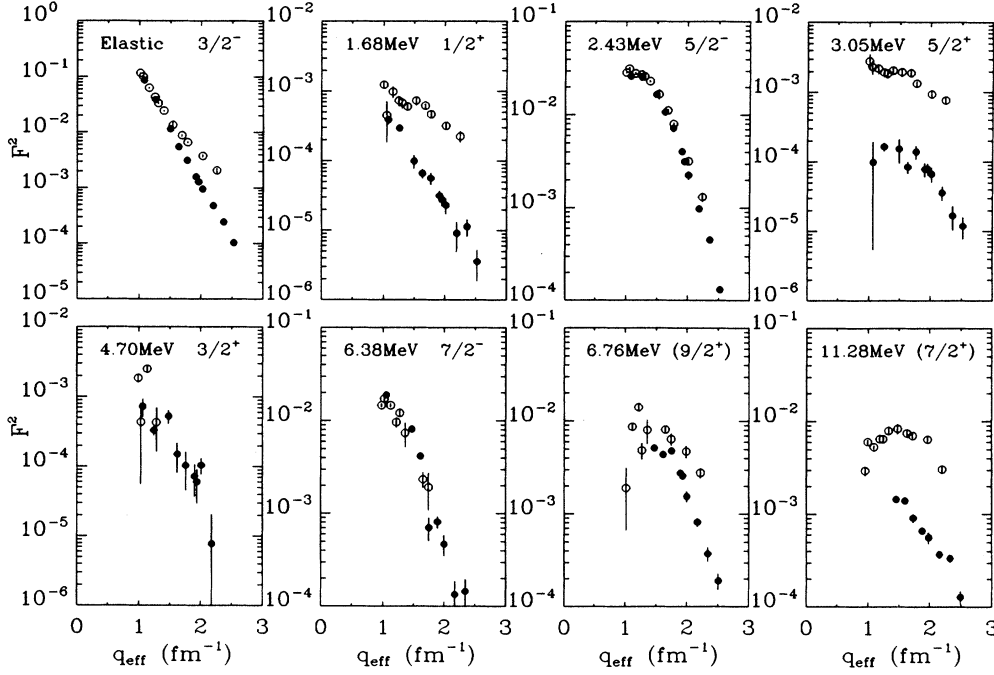 10⁰ 10⁻² 10⁻¹ 10⁻²
Elastic 3/2⁻ 1.68MeV 1/2⁺ 2.43MeV 5/2⁻ 3.05MeV 5/2⁺
10⁻¹ 10⁻³ 10⁻² 10⁻³
10⁻² 10⁻⁴ 10⁻³ 10⁻⁴
F²
10⁻³ 10⁻⁵ 10⁻⁵
10⁻⁴
10⁻⁵ 10⁻⁶ 10⁻⁴ 10⁻⁶
10⁻² 10⁻¹ 10⁻¹ 10⁻¹
4.70MeV 3/2⁺ 6.38MeV 7/2⁻ 6.76MeV (9/2⁺) 11.28MeV (7/2⁺)
10⁻³ 10⁻² 10⁻² 10⁻²
F²
10⁻⁴ 10⁻³ 10⁻³ 10⁻³
10⁻⁵
10⁻⁶ 10⁻⁴ 10⁻⁴ 10⁻⁴
0 1 2 3 0 1 2 3 0 1 2 3 0 1 2 3
q_eff (fm⁻¹) q_eff (fm⁻¹) q_eff (fm⁻¹) q_eff (fm⁻¹)